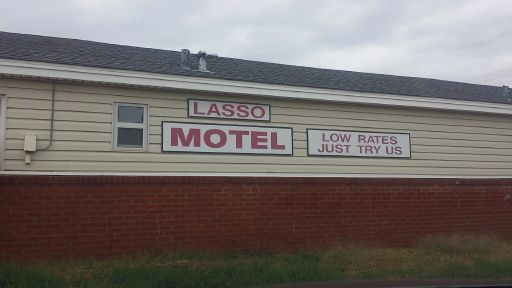 LASSO
MOTEL
LOW RATES
JUST TRY US